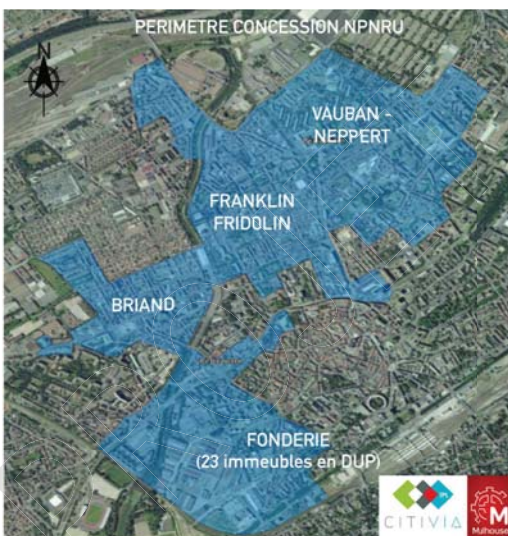 PERIMETRE CONCESSION NPNRU
N
VAUBAN -
NEPPERT
FRANKLIN
FRIDOLIN
BRIAND
FONDERIE
(23 immeubles en DUP)
CITIVIA
M
Mulhouse